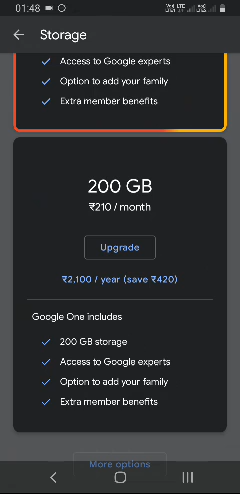 01:48
Storage
Access to Google experts
Option to add your family
Extra member benefits
200 GB
₹210 / month
Upgrade
₹2,100 / year (save ₹420)
Google One includes
200 GB storage
Access to Google experts
Option to add your family
Extra member benefits
More options